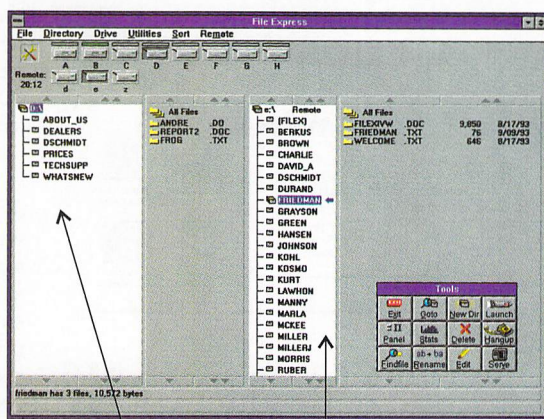 File Express
File Directory Drive Utilities Sort Remote
A B C D E F G H
Remote:
20:12 d e z
D:\
ABOUT_US
DEALERS
DSCHMIDT
PRICES
TECHSUPP
WHATSNEW
All Files
ANDRE .DO
REPORT2 .DOC
FROG .TXT
e:\ Remote
(FILEX)
BERKUS
BROWN
CHARLIE
DAVID_A
DSCHMIDT
DURAND
FRIEDMAN
GRAYSON
GREEN
HANSEN
JOHNSON
KOHL
KOSMO
KURT
LAWHON
MANNY
MARLA
MCKEE
MILLER
MILLERJ
MORRIS
RUBER
All Files
FILEXIVW .DOC 9,850 8/17/93
FRIEDMAN .TXT 76 9/09/93
WELCOME .TXT 646 8/17/93
Tools
Exit Goto New Dir Launch
Panel Stats Delete Hangup
ab→ba
Findfile Rename Edit Serve
friedman has 3 files, 10,572 bytes